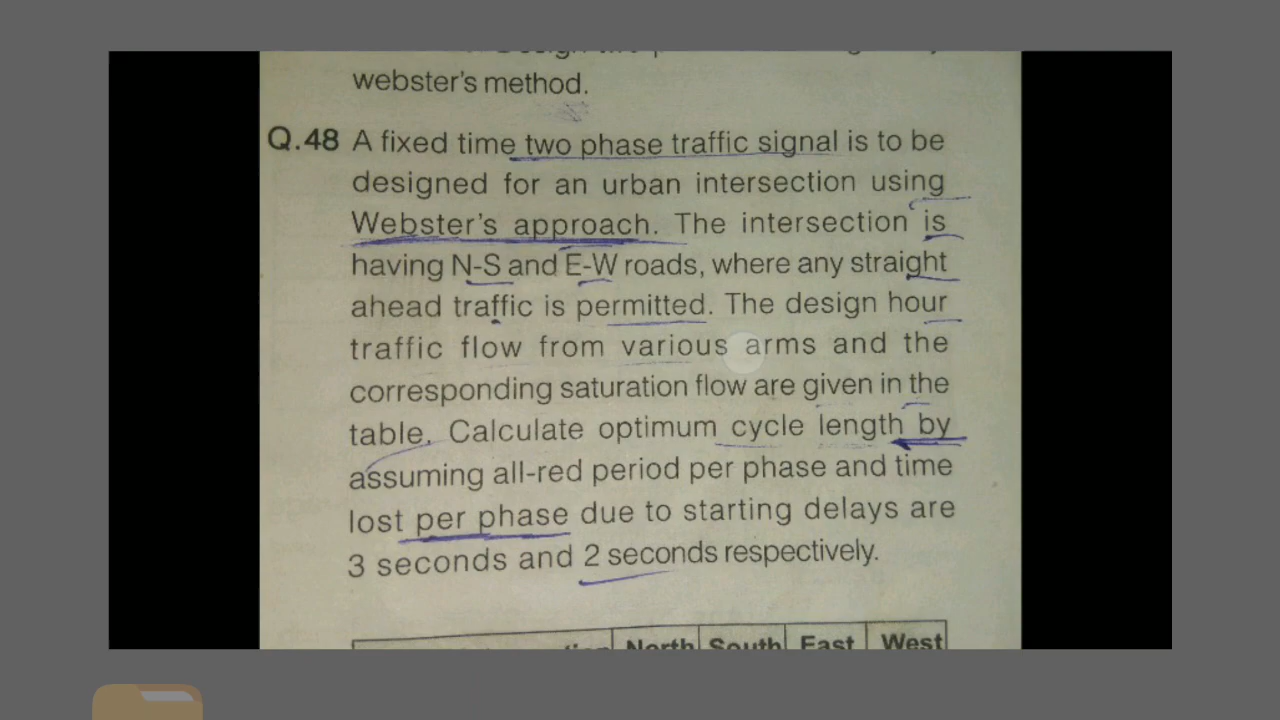 webster's method.
Q.48 A fixed time two phase traffic signal is to be
designed for an urban intersection using
Webster's approach. The intersection is
having N-S and E-W roads, where any straight
ahead traffic is permitted. The design hour
traffic flow from various arms and the
corresponding saturation flow are given in the
table. Calculate optimum cycle length by
assuming all-red period per phase and time
lost per phase due to starting delays are
3 seconds and 2 seconds respectively.
North South East West